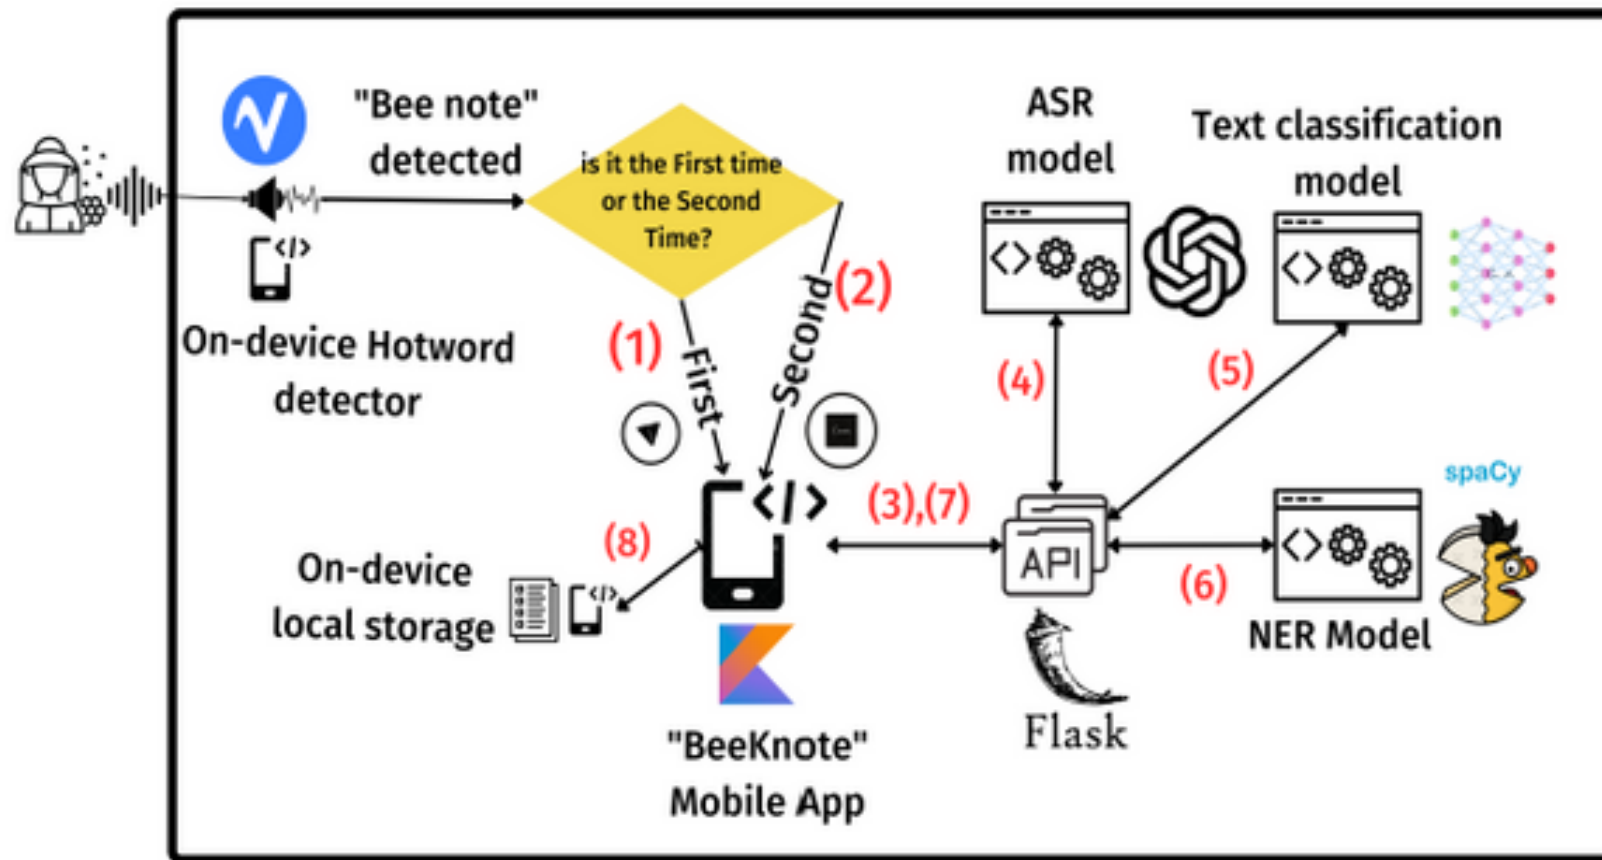 "Bee note"
detected
is it the First time
or the Second
Time?
On-device Hotword
detector
(1)
First
(2)
Second
ASR
model
Text classification
model
(4)
(5)
(3),(7)
API
(6)
spaCy
NER Model
Flask
(8)
On-device
local storage
"BeeKnote"
Mobile App